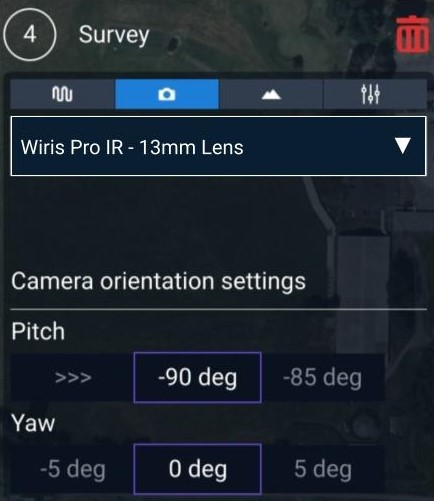 4 Survey
Wiris Pro IR - 13mm Lens
Camera orientation settings
Pitch
>>> -90 deg -85 deg
Yaw
-5 deg 0 deg 5 deg